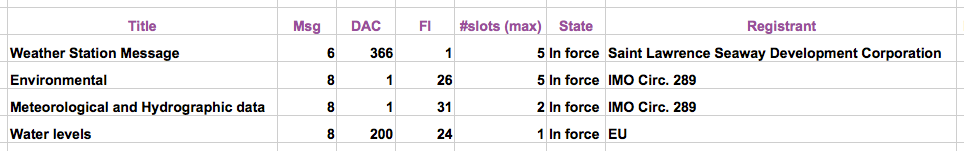 Title Msg DAC FI #slots (max) State Registrant
Weather Station Message 6 366 1 5 In force Saint Lawrence Seaway Development Corporation
Environmental 8 1 26 5 In force IMO Circ. 289
Meteorological and Hydrographic data 8 1 31 2 In force IMO Circ. 289
Water levels 8 200 24 1 In force EU